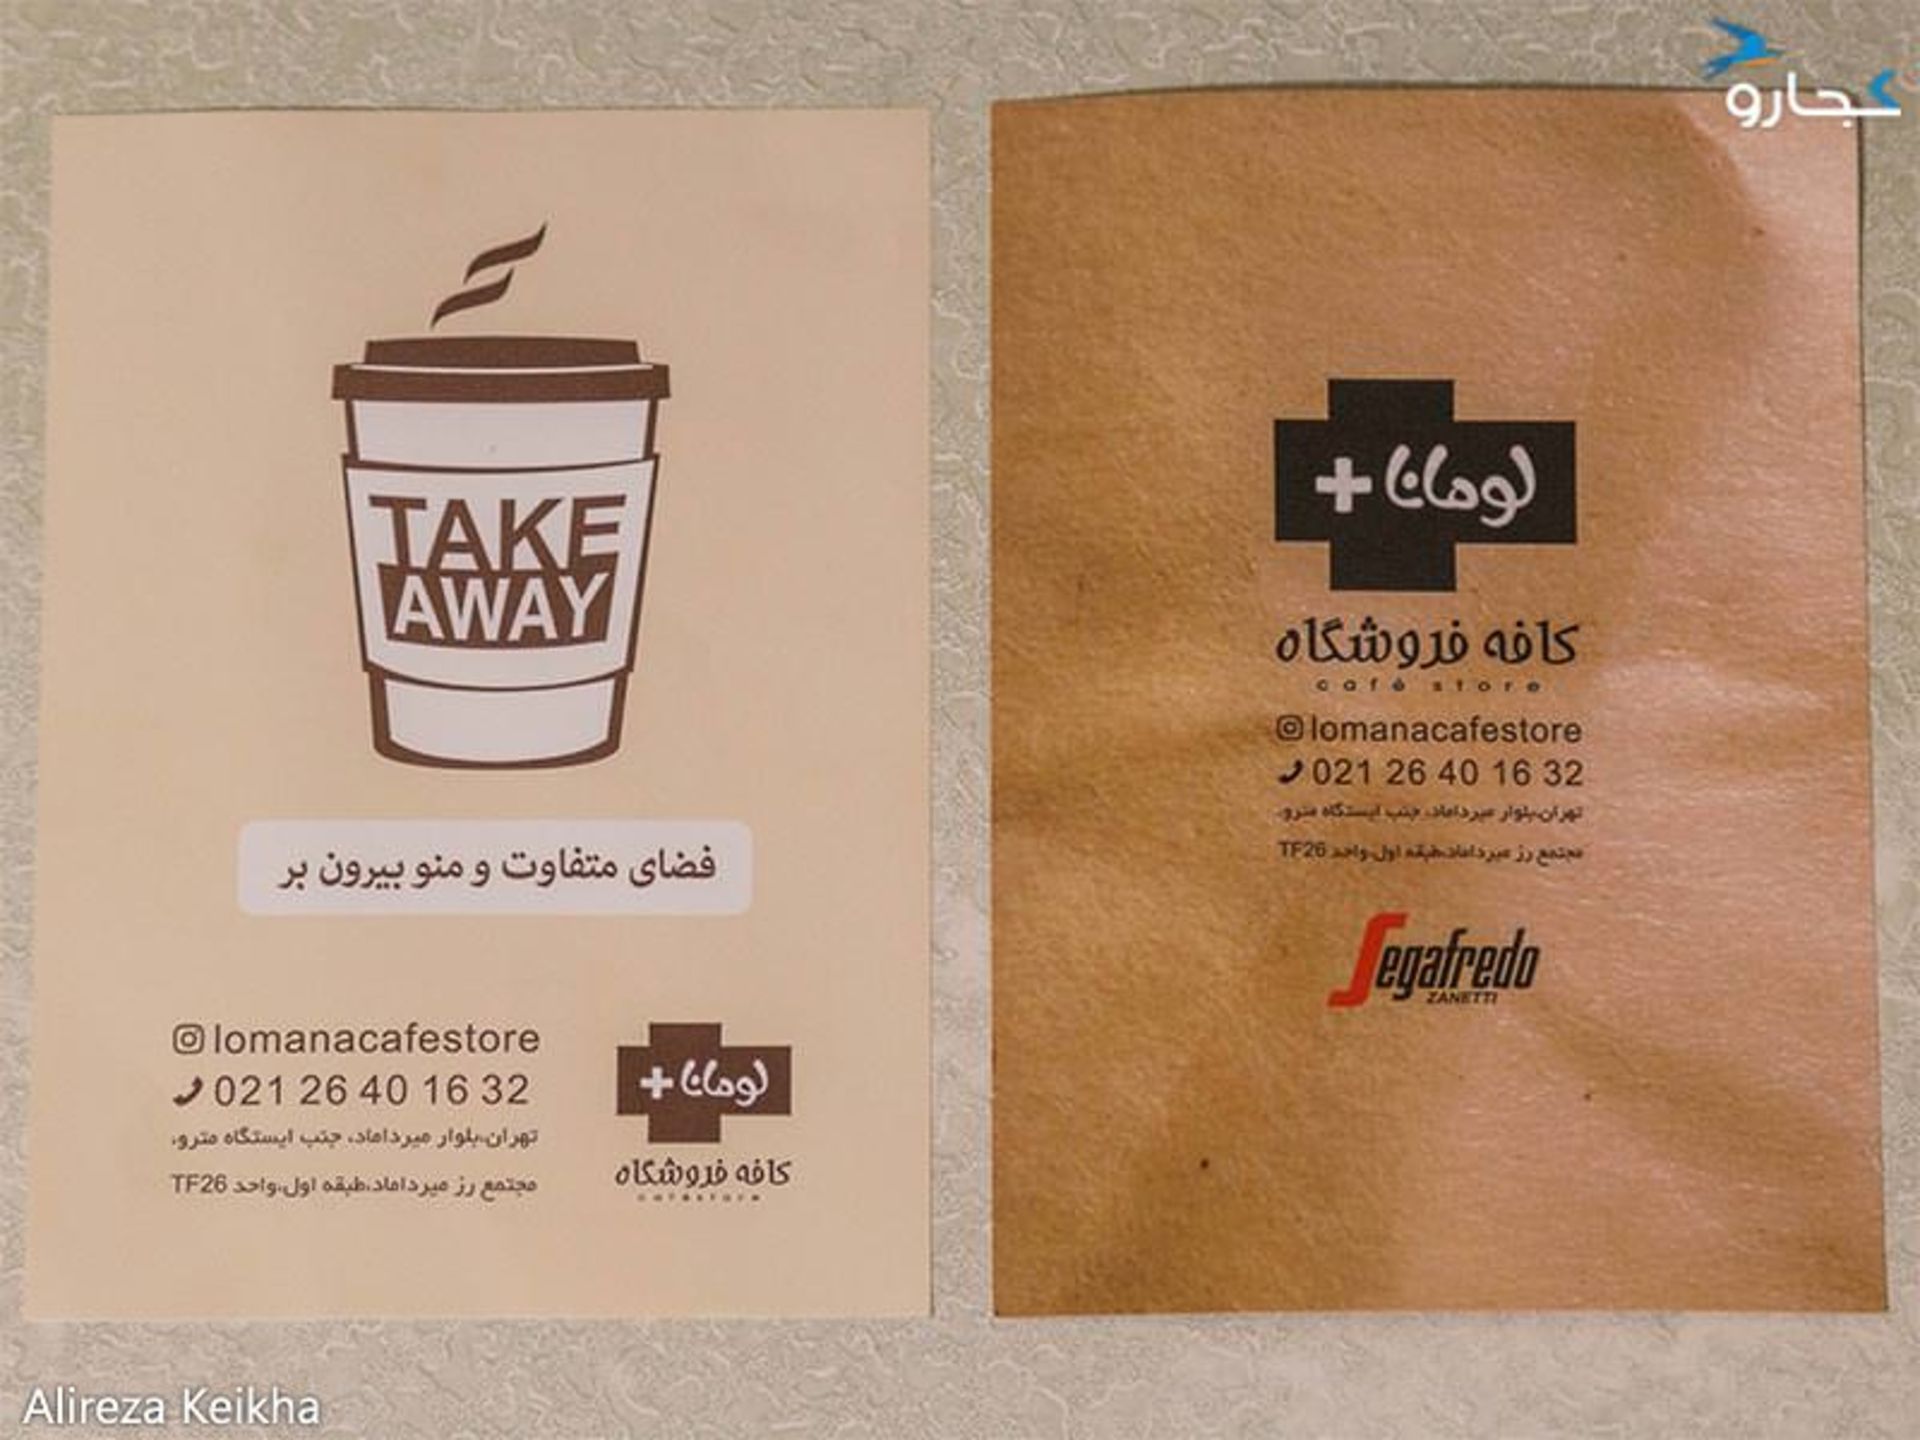 کجارو
TAKE
AWAY
فضای متفاوت و منو بیرون بر
lomanacafestore
021 26 40 16 32
تهران،بلوار میرداماد، جنب ایستگاه مترو،
مجتمع رز میرداماد،طبقه اول،واحد TF26
لومانا+
کافه فروشگاه
café store
لومانا+
کافه فروشگاه
café store
lomanacafestore
021 26 40 16 32
تهران،بلوار میرداماد، جنب ایستگاه مترو،
مجتمع رز میرداماد،طبقه اول،واحد TF26
Segafredo
ZANETTI
Alireza Keikha